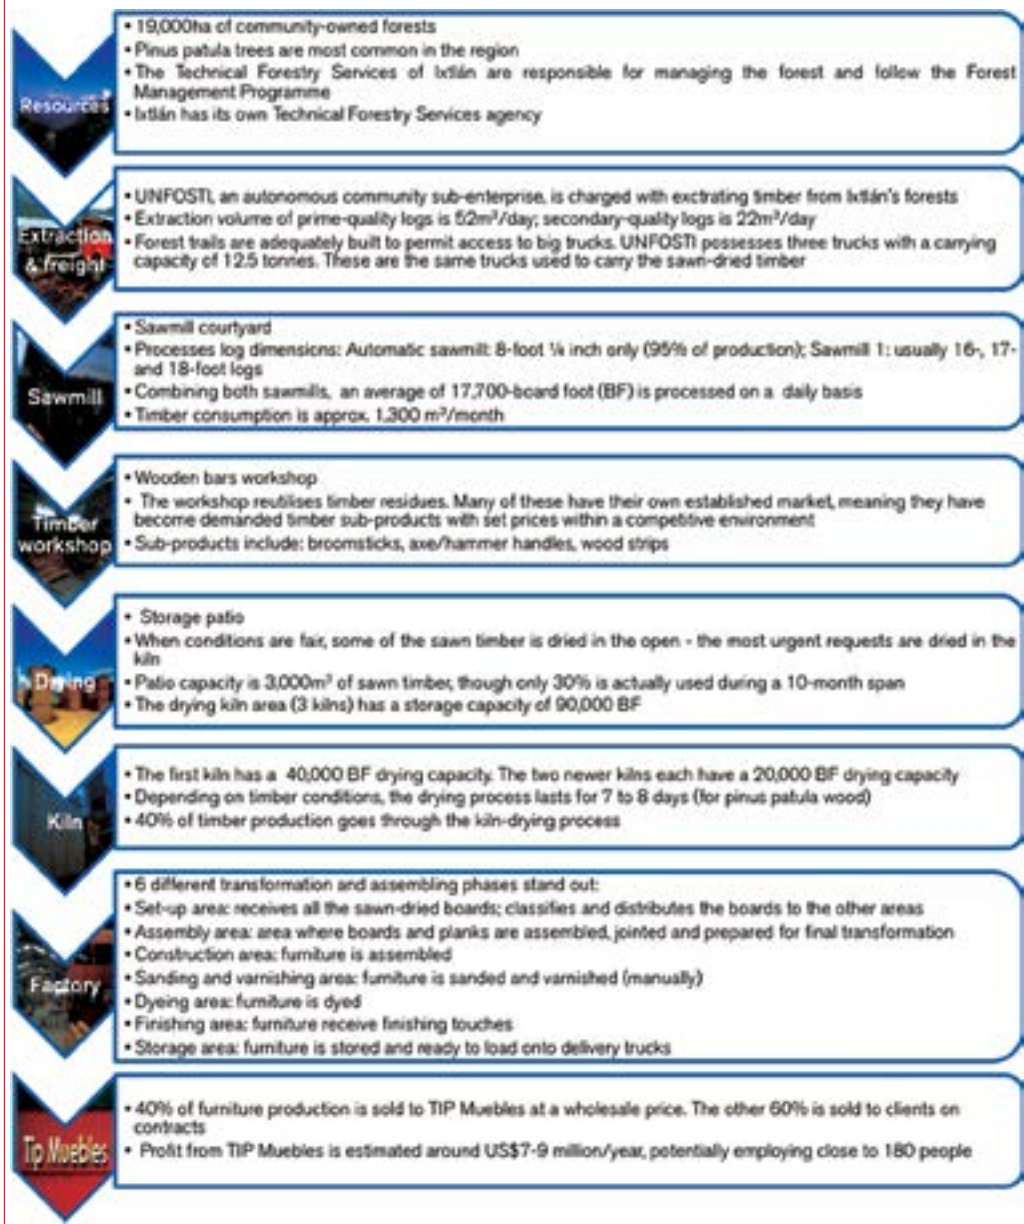 Resources
• 19,000ha of community-owned forests
• Pinus patula trees are most common in the region
• The Technical Forestry Services of Ixtlán are responsible for managing the forest and follow the Forest
Management Programme
• Ixtlán has its own Technical Forestry Services agency
Extraction
& freight
• UNFOSTI, an autonomous community sub-enterprise, is charged with exctrating timber from Ixtlán's forests
• Extraction volume of prime-quality logs is 52m³/day; secondary-quality logs is 22m³/day
• Forest trails are adequately built to permit access to big trucks. UNFOSTI possesses three trucks with a carrying
capacity of 12.5 tonnes. These are the same trucks used to carry the sawn-dried timber
Sawmill
• Sawmill courtyard
• Processes log dimensions: Automatic sawmill: 8-foot ¼ inch only (95% of production); Sawmill 1: usually 16-, 17-
and 18-foot logs
• Combining both sawmills, an average of 17,700-board foot (BF) is processed on a daily basis
• Timber consumption is approx. 1,300 m³/month
Timber
workshop
• Wooden bars workshop
• The workshop reutilises timber residues. Many of these have their own established market, meaning they have
become demanded timber sub-products with set prices within a competitive environment
• Sub-products include: broomsticks, axe/hammer handles, wood strips
Drying
• Storage patio
• When conditions are fair, some of the sawn timber is dried in the open - the most urgent requests are dried in the
kiln
• Patio capacity is 3,000m³ of sawn timber, though only 30% is actually used during a 10-month span
• The drying kiln area (3 kilns) has a storage capacity of 90,000 BF
Kiln
• The first kiln has a 40,000 BF drying capacity. The two newer kilns each have a 20,000 BF drying capacity
• Depending on timber conditions, the drying process lasts for 7 to 8 days (for pinus patula wood)
• 40% of timber production goes through the kiln-drying process
Factory
• 6 different transformation and assembling phases stand out:
• Set-up area: receives all the sawn-dried boards; classifies and distributes the boards to the other areas
• Assembly area: area where boards and planks are assembled, jointed and prepared for final transformation
• Construction area: furniture is assembled
• Sanding and varnishing area: furniture is sanded and varnished (manually)
• Dyeing area: furniture is dyed
• Finishing area: furniture receive finishing touches
• Storage area: furniture is stored and ready to load onto delivery trucks
Tip Muebles
• 40% of furniture production is sold to TIP Muebles at a wholesale price. The other 60% is sold to clients on
contracts
• Profit from TIP Muebles is estimated around US$7-9 million/year, potentially employing close to 180 people